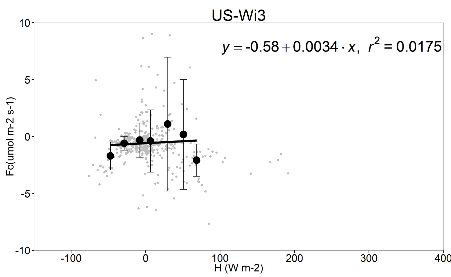 US-Wi3
y = -0.58 + 0.0034 · x, r² = 0.0175
10
5
0
-5
-10
Fc(umol m-2 s-1)
-100 0 100 200 300 400
H (W m-2)